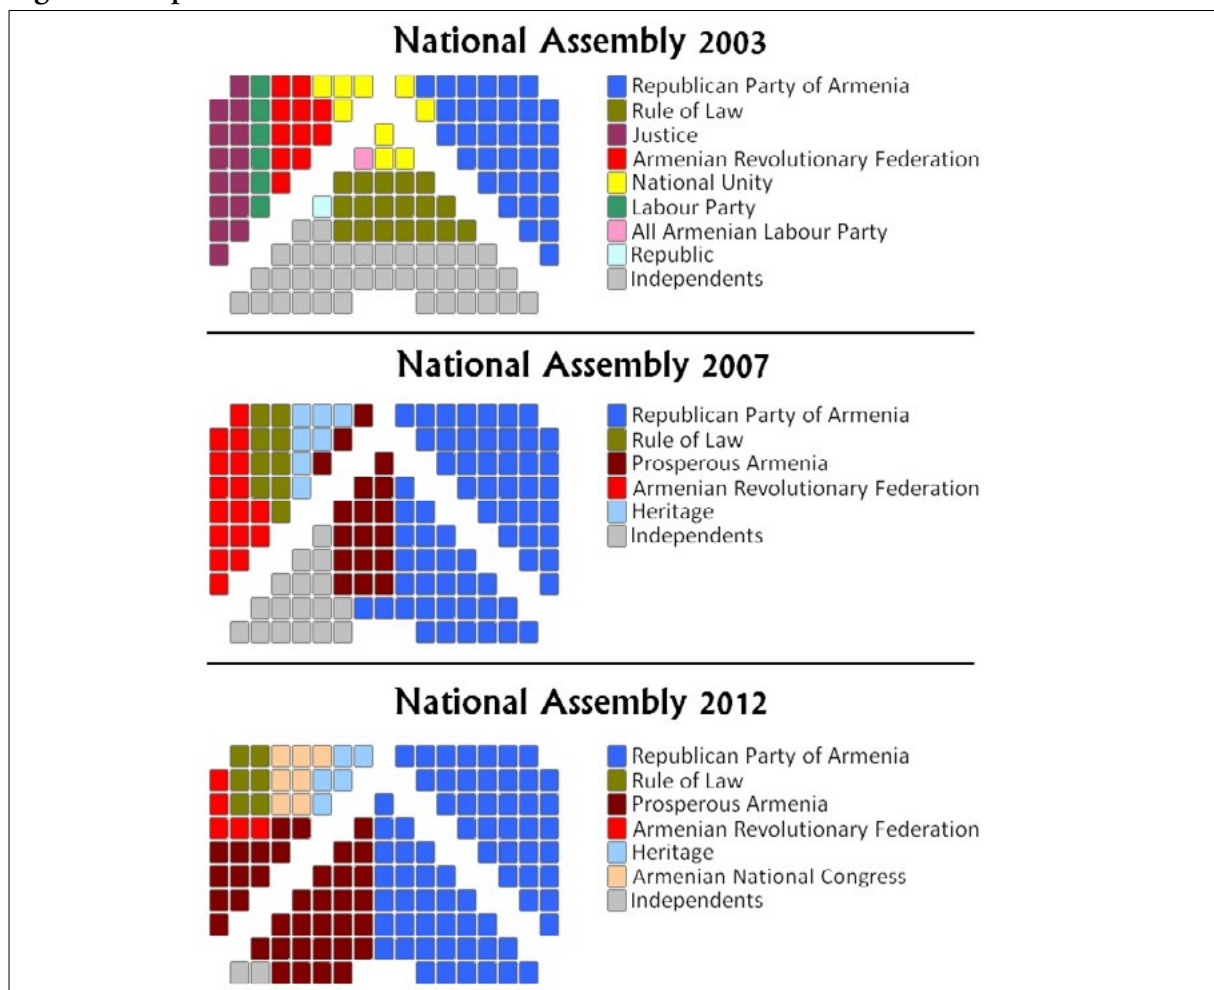 National Assembly 2003
Republican Party of Armenia
Rule of Law
Justice
Armenian Revolutionary Federation
National Unity
Labour Party
All Armenian Labour Party
Republic
Independents
National Assembly 2007
Republican Party of Armenia
Rule of Law
Prosperous Armenia
Armenian Revolutionary Federation
Heritage
Independents
National Assembly 2012
Republican Party of Armenia
Rule of Law
Prosperous Armenia
Armenian Revolutionary Federation
Heritage
Armenian National Congress
Independents